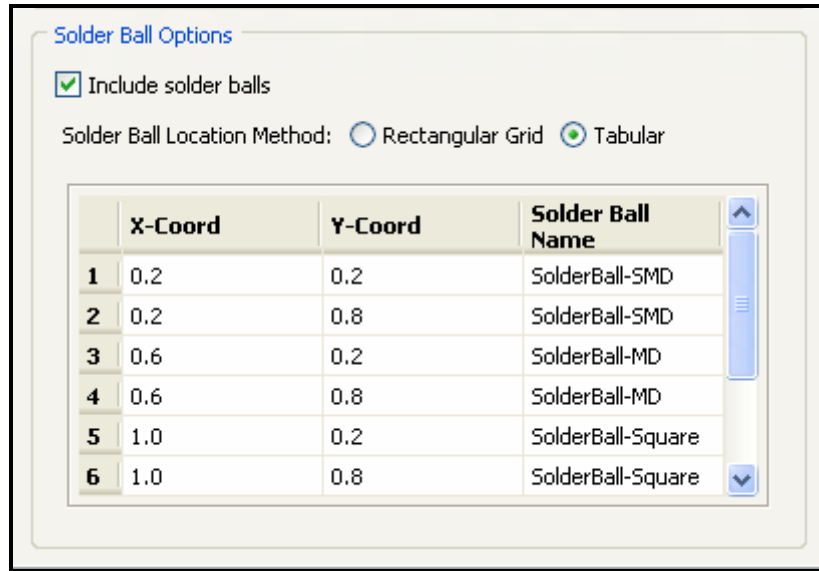 Solder Ball Options
Include solder balls
Solder Ball Location Method: Rectangular Grid Tabular
X-Coord Y-Coord Solder Ball Name
1 0.2 0.2 SolderBall-SMD
2 0.2 0.8 SolderBall-SMD
3 0.6 0.2 SolderBall-MD
4 0.6 0.8 SolderBall-MD
5 1.0 0.2 SolderBall-Square
6 1.0 0.8 SolderBall-Square